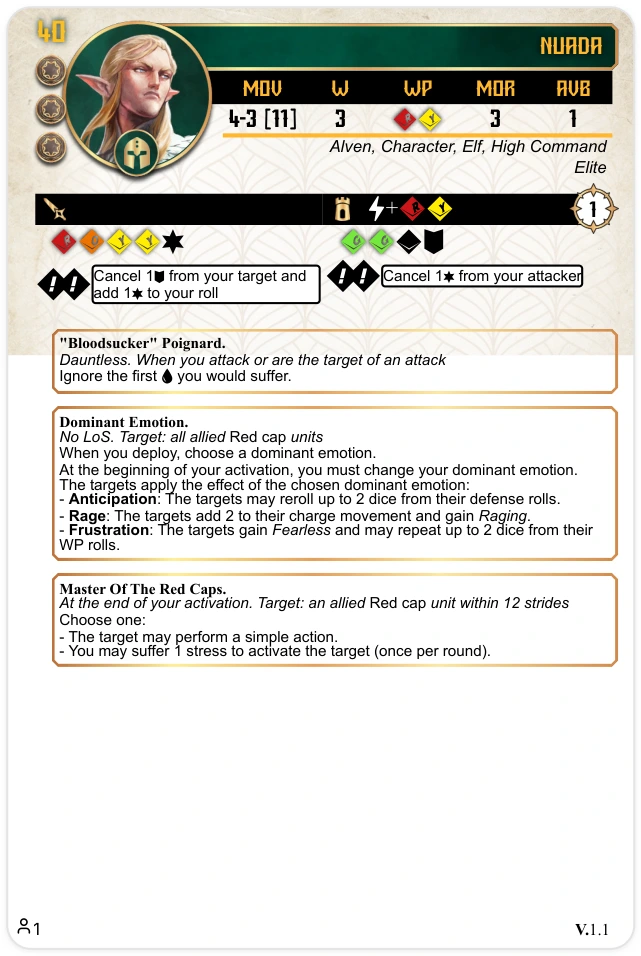 40
NUADA
MOV W WP MOR AVB
4-3 [11] 3 R Y 3 1
Alven, Character, Elf, High Command
Elite
+ R Y 1
R O Y Y
G G
!! Cancel 1 from your target and
add 1 to your roll
!! Cancel 1 from your attacker
"Bloodsucker" Poignard.
Dauntless. When you attack or are the target of an attack
Ignore the first you would suffer.
Dominant Emotion.
No LoS. Target: all allied Red cap units
When you deploy, choose a dominant emotion.
At the beginning of your activation, you must change your dominant emotion.
The targets apply the effect of the chosen dominant emotion:
- Anticipation: The targets may reroll up to 2 dice from their defense rolls.
- Rage: The targets add 2 to their charge movement and gain Raging.
- Frustration: The targets gain Fearless and may repeat up to 2 dice from their
WP rolls.
Master Of The Red Caps.
At the end of your activation. Target: an allied Red cap unit within 12 strides
Choose one:
- The target may perform a simple action.
- You may suffer 1 stress to activate the target (once per round).
1
V.1.1